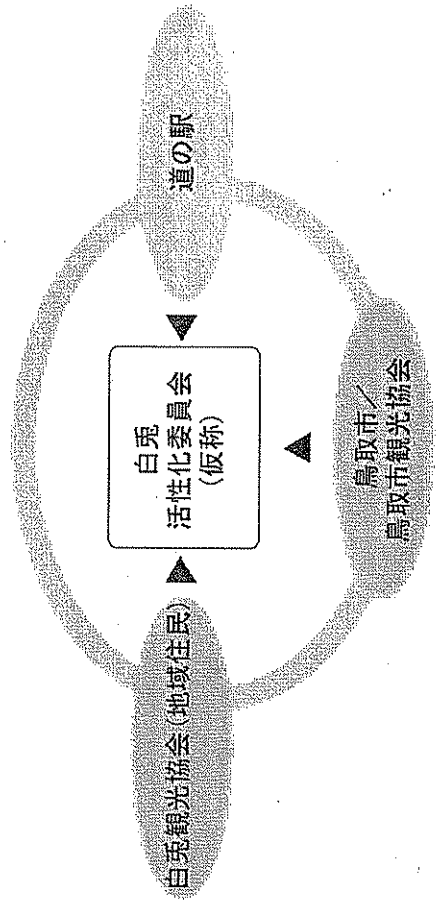 白兎観光協会(地域住民)
白兎
活性化委員会
(仮称)
道の駅
鳥取市/
鳥取市観光協会